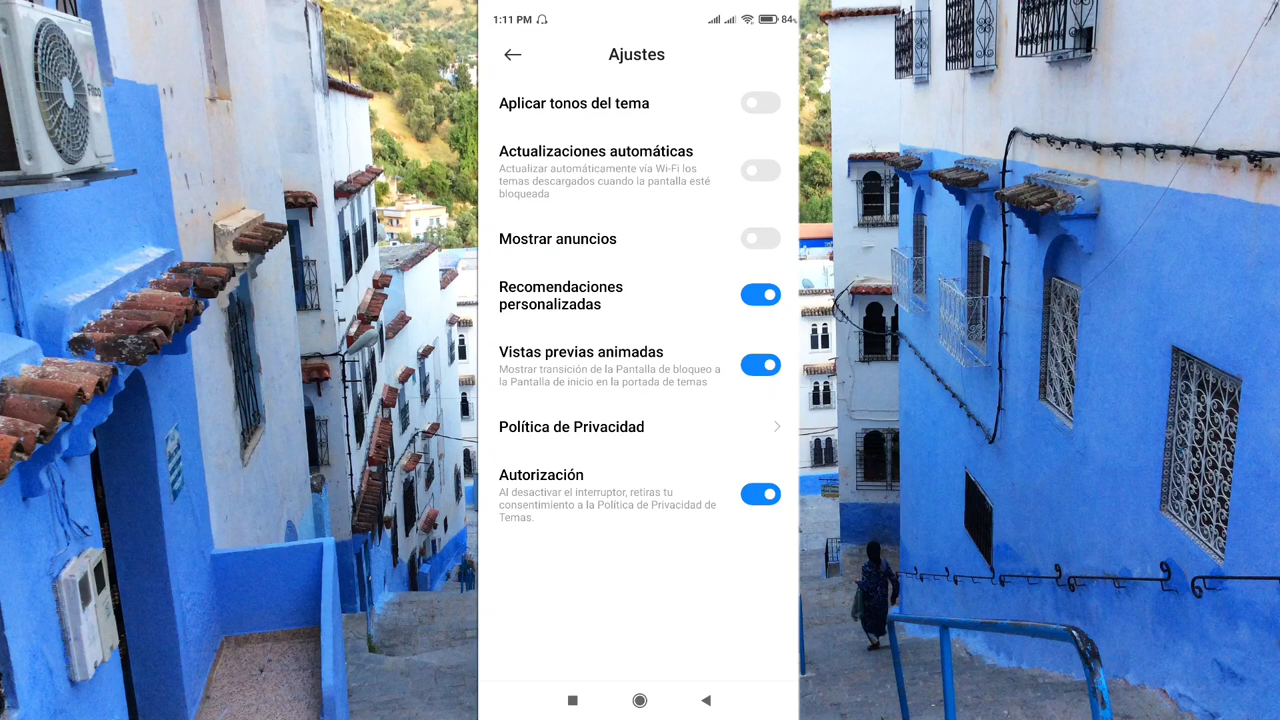 1:11 PM 84
Ajustes
Aplicar tonos del tema
Actualizaciones automáticas
Actualizar automáticamente vía Wi-Fi los
temas descargados cuando la pantalla esté
bloqueada
Mostrar anuncios
Recomendaciones
personalizadas
Vistas previas animadas
Mostrar transición de la Pantalla de bloqueo a
la Pantalla de inicio en la portada de temas
Política de Privacidad
Autorización
Al desactivar el interruptor, retiras tu
consentimiento a la Política de Privacidad de
Temas.